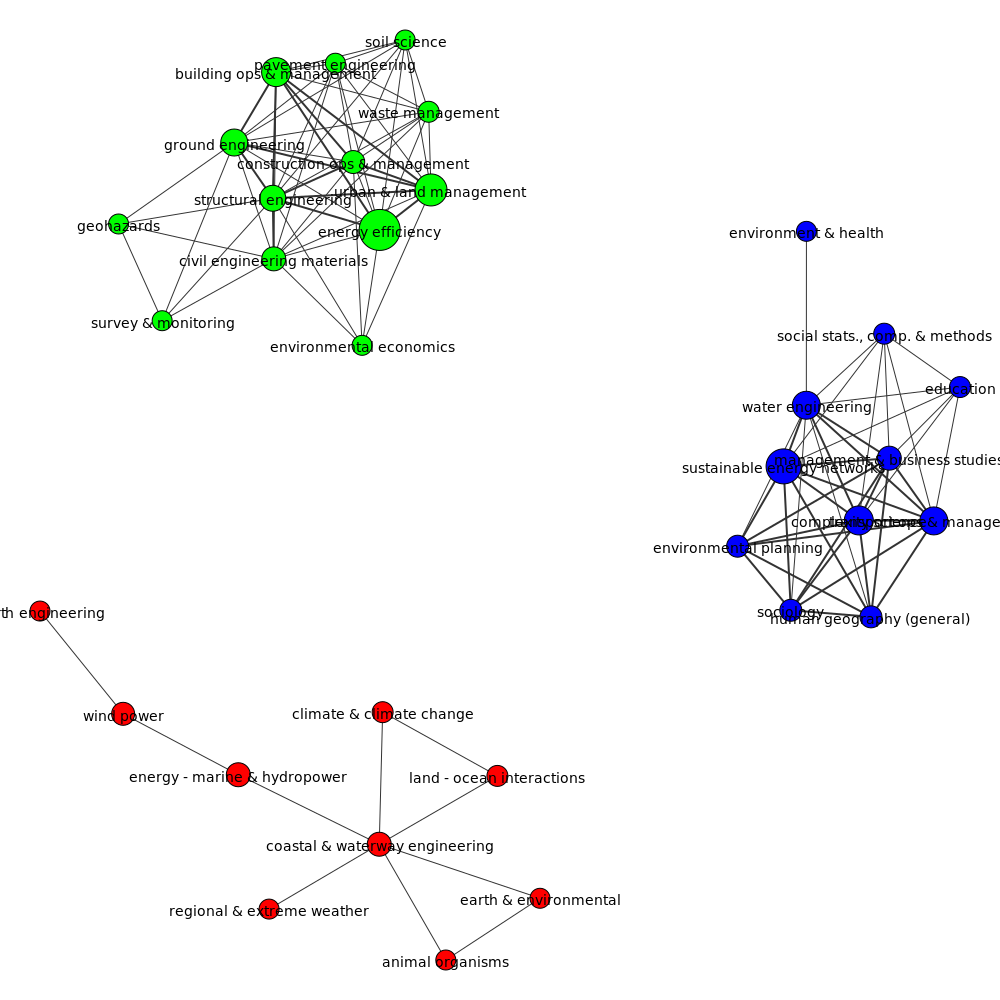 soil science
pavement engineering
building ops & management
waste management
ground engineering
construction ops & management
urban & land management
structural engineering
geohazards
energy efficiency
civil engineering materials
survey & monitoring
environmental economics
environment & health
social stats., comp. & methods
education
water engineering
management & business studies
sustainable energy networks
complexity science
& manage
environmental planning
sociology
human geography (general)
th engineering
wind power
climate & climate change
energy - marine & hydropower
land - ocean interactions
coastal & waterway engineering
earth & environmental
regional & extreme weather
animal organisms